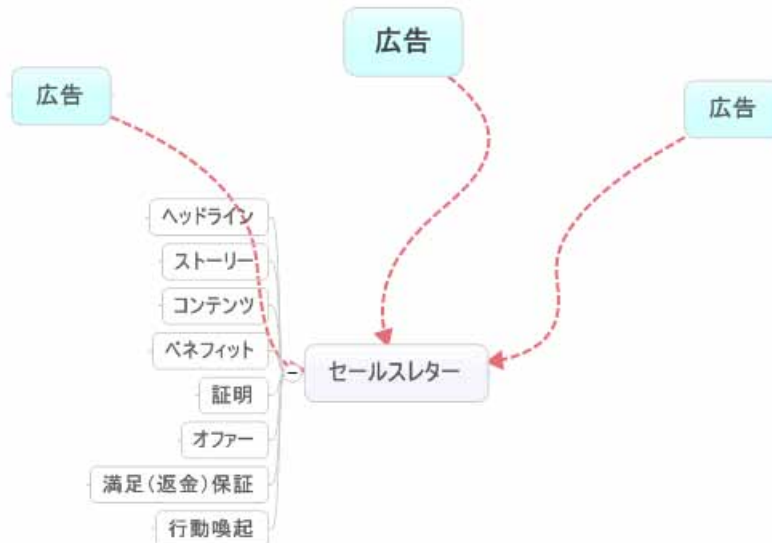 広告
広告
広告
ヘッドライン
ストーリー
コンテンツ
ベネフィット
証明
オファー
満足(返金)保証
行動喚起
セールスレター